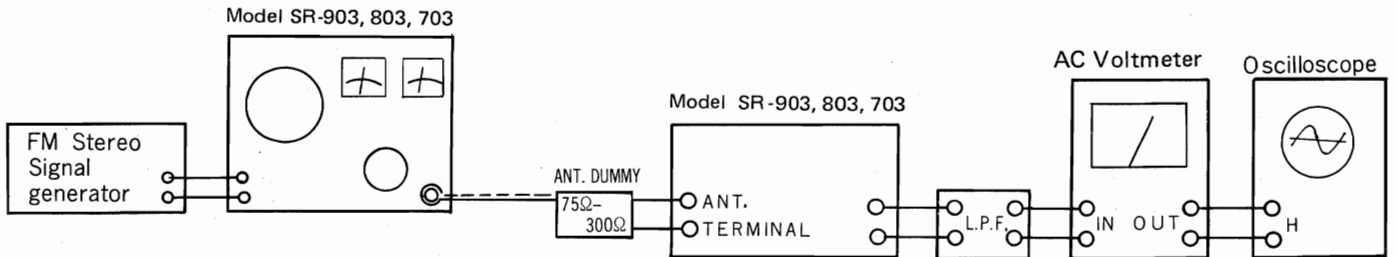 Model SR-903, 803, 703
FM Stereo
Signal
generator
ANT. DUMMY
75Ω-
300Ω
Model SR-903, 803, 703
ANT.
TERMINAL
L.P.F.
AC Voltmeter
IN OUT
Oscilloscope
H